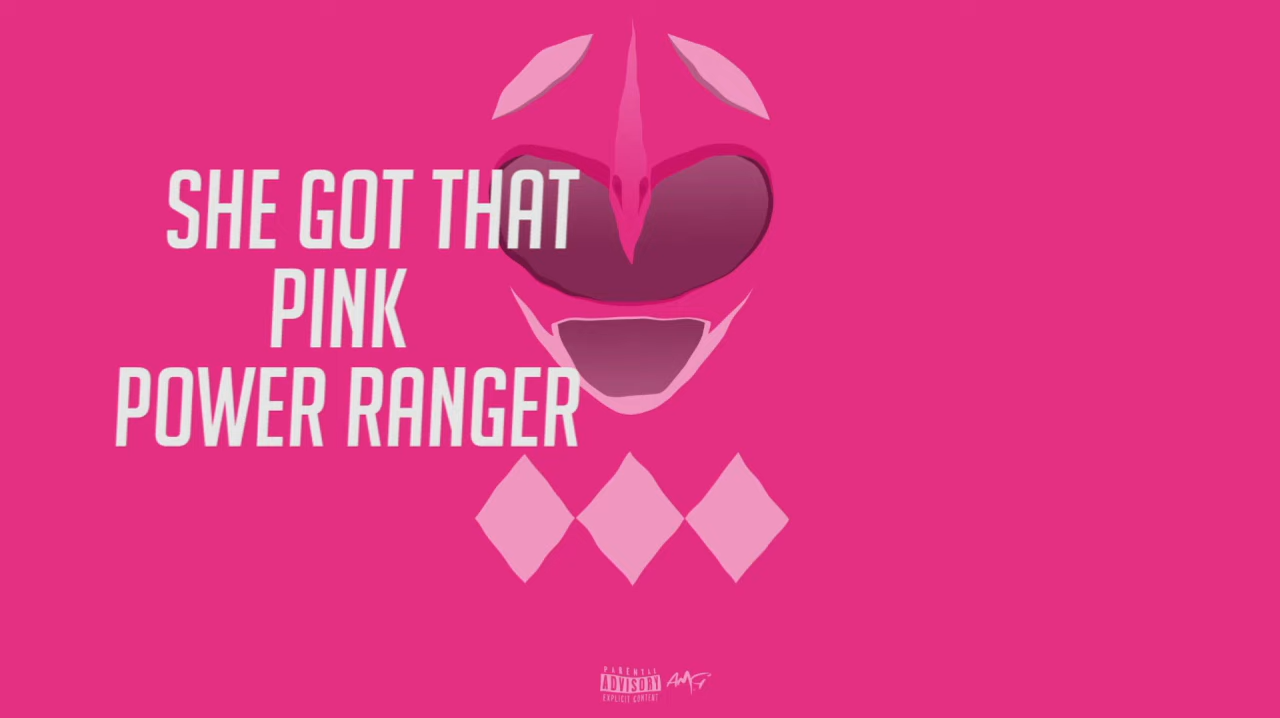 SHE GOT THAT
PINK
POWER RANGER
PARENTAL
ADVISORY
EXPLICIT CONTENT